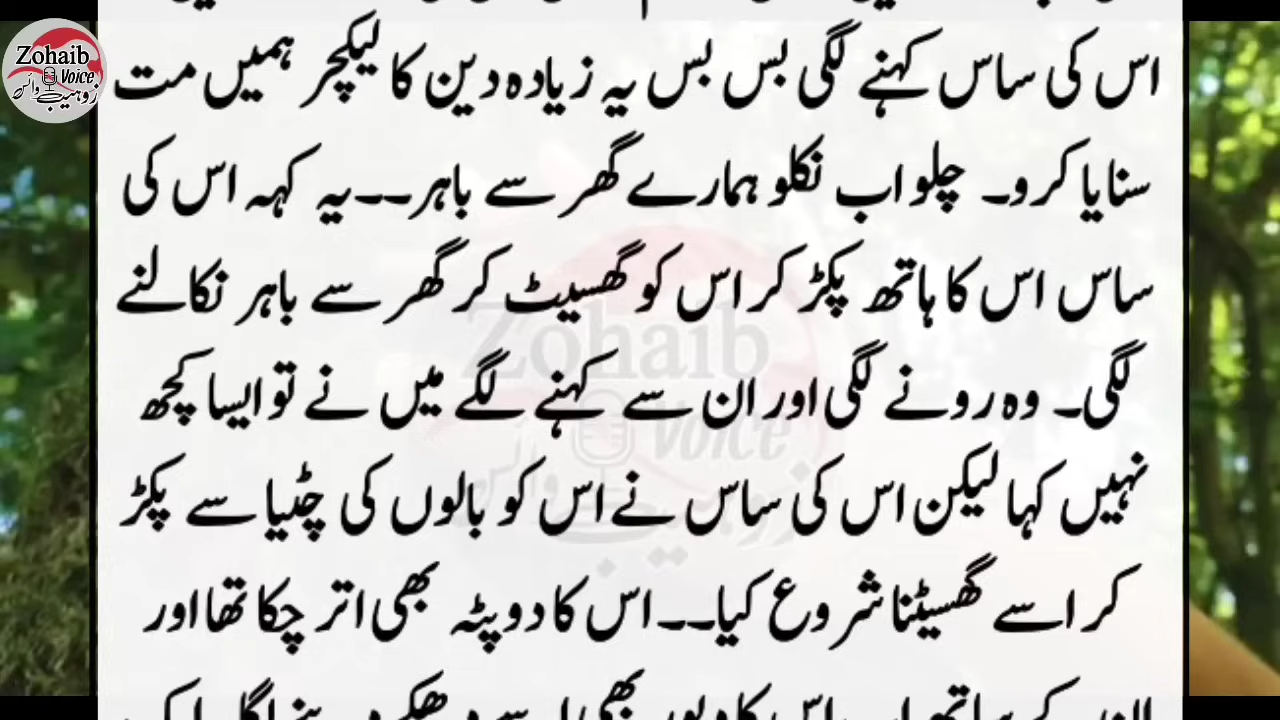 Zohaib
Voice
زوہیب وائس
اس کی ساس کہنے لگی بس بس یہ زیادہ دین کا لیکچر ہمیں مت
سنایا کرو۔ چلو اب نکلو ہمارے گھر سے باہر۔۔یہ کہہ اس کی
ساس اس کا ہاتھ پکڑ کر اس کو گھسیٹ کر گھر سے باہر نکالنے
لگی۔ وہ رونے لگی اور ان سے کہنے لگے میں نے تو ایسا کچھ
نہیں کہا لیکن اس کی ساس نے اس کو بالوں کی چٹیا سے پکڑ
کر اسے گھسیٹنا شروع کیا۔۔۔اس کا دوپٹہ بھی اتر چکا تھا اور